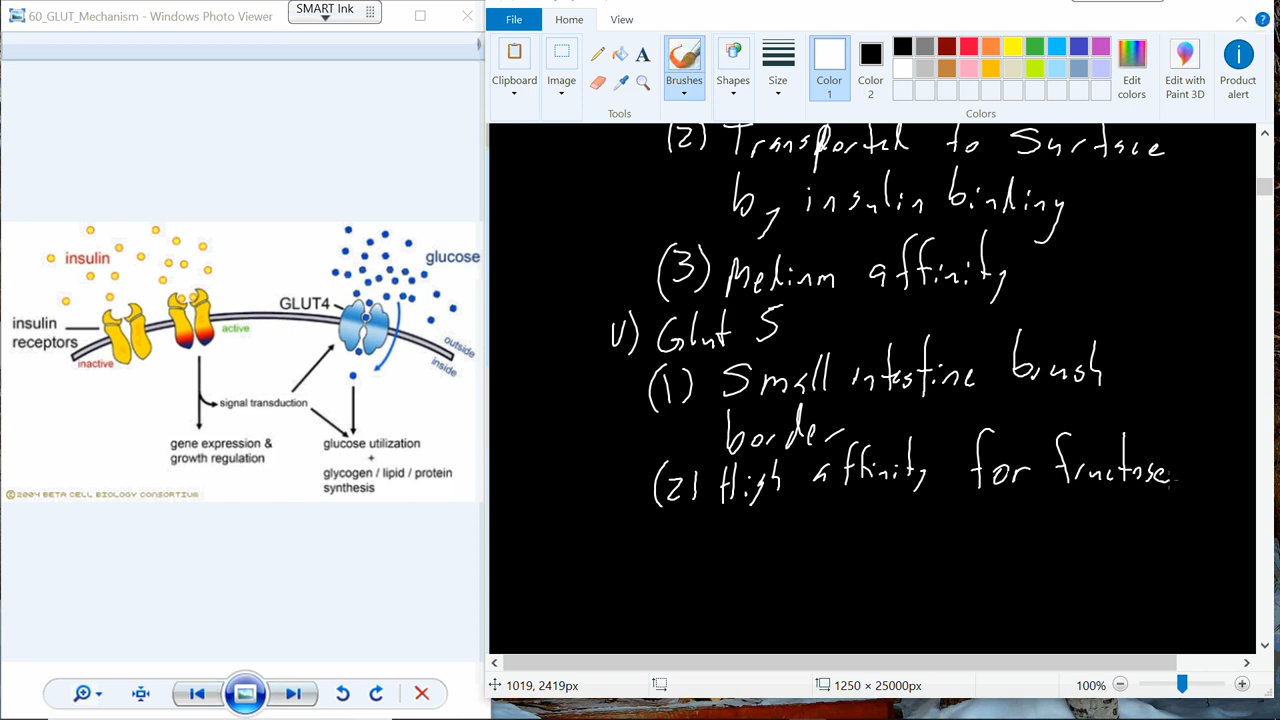 60_GLUT_Mechanism - Windows Photo Viewer
SMART Ink
File
Home
View
Clipboard
Image
Tools
Brushes
Shapes
Size
Color 1
Color 2
Edit colors
Colors
Edit with Paint 3D
Product alert
insulin
glucose
GLUT4
insulin receptors
active
inactive
outside
inside
signal transduction
gene expression &
growth regulation
glucose utilization
+
glycogen / lipid / protein
synthesis
©2004 BETA CELL BIOLOGY CONSORTIUM
(2) Transported to Surface
by insulin binding
(3) Medium affinity
v) Glut 5
(1) Small intestine brush
border
(2) High affinity for fructose
1019, 2419px
1250 × 25000px
100%